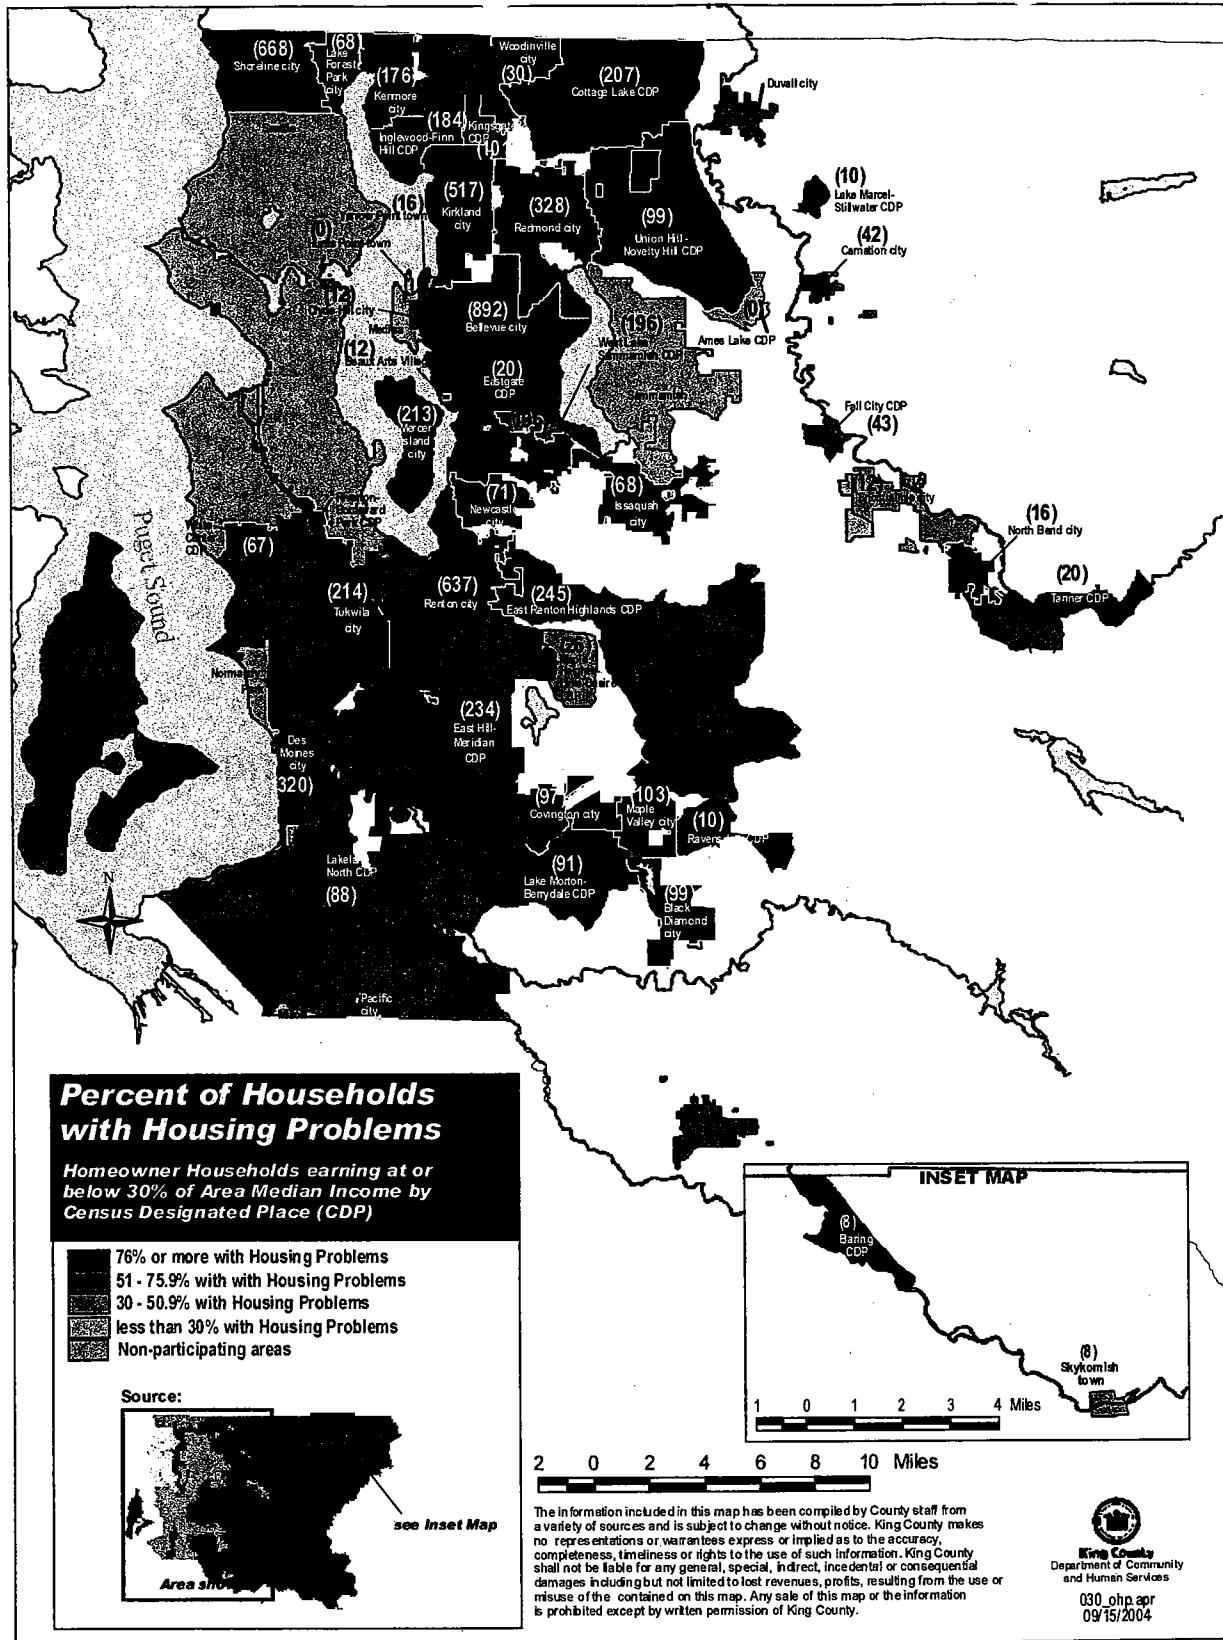 (668)
Shoreline city
(68)
Lake
Forest
Park
city
(176)
Kenmore
city
Woodinville
city
(30)
(207)
Cottage Lake CDP
Duvall city
(184)
Inglewood-Finn
Hill CDP
CDP
(10)
Lake Marcel-
Stillwater CDP
(16)
(517)
Kirkland
city
(328)
Redmond city
(99)
Union Hill-
Novelty Hill CDP
(42)
Carnation city
(12)
(892)
Bellevue city
(196)
West Lake
Sammamish CDP
Sammamish
Ames Lake CDP
(12)
Beaux Arts Village
(20)
Eastgate
CDP
(213)
Mercer
Island
city
Fall City CDP
(43)
(71)
Newcastle
city
(68)
Issaquah
city
(16)
North Bend city
(20)
Tanner CDP
Puget Sound
(67)
(214)
Tukwila
city
(637)
Renton city
(245)
East Renton Highlands CDP
(234)
East Hill-
Meridian
CDP
Des
Moines
city
320)
(97)
Covington city
(103)
Maple
Valley city
(10)
N
North CDP
(88)
(91)
Lake Morton-
Berrydale CDP
(99)
Black
Diamond
city
Pacific
city
Percent of Households
with Housing Problems
Homeowner Households earning at or
below 30% of Area Median Income by
Census Designated Place (CDP)
76% or more with Housing Problems
51 - 75.9% with with Housing Problems
30 - 50.9% with Housing Problems
less than 30% with Housing Problems
Non-participating areas
Source:
see Inset Map
INSET MAP
(8)
Baring
CDP
(8)
Skykomish
town
1 0 1 2 3 4 Miles
2 0 2 4 6 8 10 Miles
The information included in this map has been compiled by County staff from
a variety of sources and is subject to change without notice. King County makes
no representations or warrantees express or implied as to the accuracy,
completeness, timeliness or rights to the use of such information. King County
shall not be liable for any general, special, indirect, incedental or consequential
damages including but not limited to lost revenues, profits, resulting from the use or
misuse of the contained on this map. Any sale of this map or the information
is prohibited except by written permission of King County.
King County
Department of Community
and Human Services
030_ohp.apr
09/15/2004